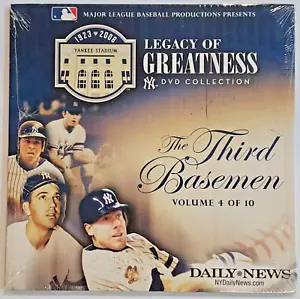 MAJOR LEAGUE BASEBALL PRODUCTIONS PRESENTS
1923 ★ 2008
YANKEE STADIUM
LEGACY OF
GREATNESS
NY DVD COLLECTION
The Third
Basemen
VOLUME 4 OF 10
DAILY NEWS
NYDailyNews.com